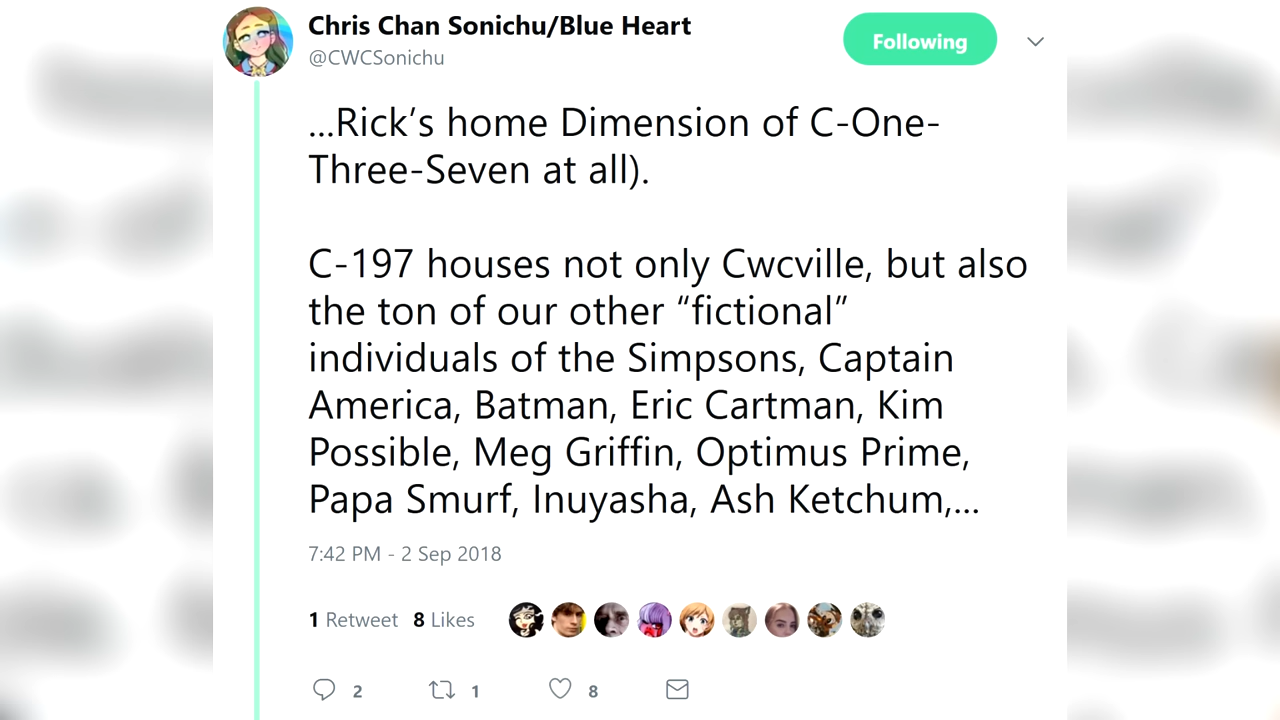 Chris Chan Sonichu/Blue Heart
@CWCSonichu
Following
...Rick's home Dimension of C-One-
Three-Seven at all).
C-197 houses not only Cwcville, but also
the ton of our other “fictional”
individuals of the Simpsons, Captain
America, Batman, Eric Cartman, Kim
Possible, Meg Griffin, Optimus Prime,
Papa Smurf, Inuyasha, Ash Ketchum,...
7:42 PM - 2 Sep 2018
1 Retweet 8 Likes
2 1 8